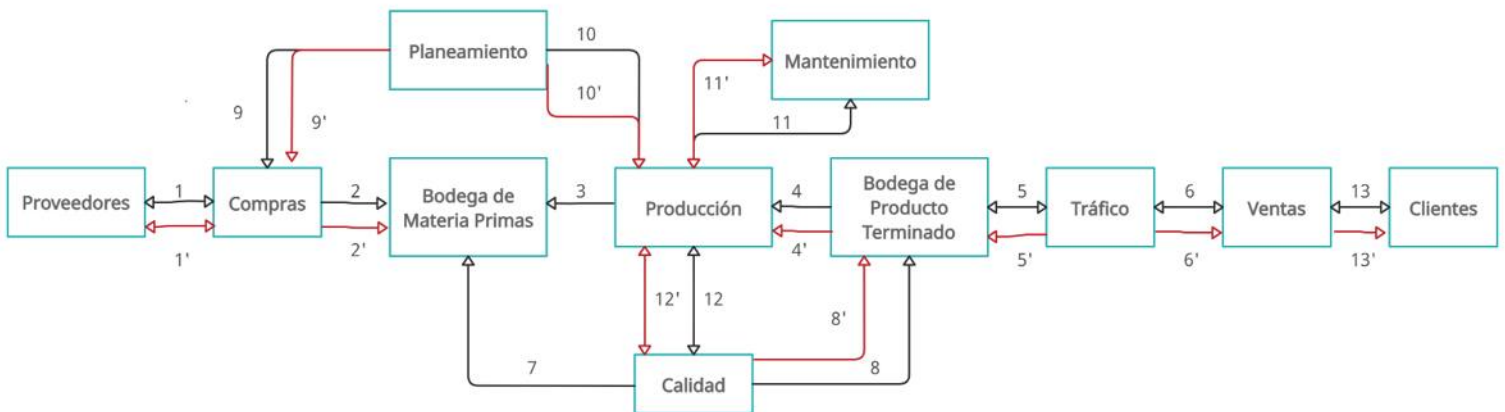 Planeamiento
10
10'
Mantenimiento
11'
11
9
9'
Proveedores
1
1'
Compras
2
2'
Bodega de
Materia Primas
3
Producción
4
4'
Bodega de
Producto
Terminado
5
5'
Tráfico
6
6'
Ventas
13
13'
Clientes
12'
12
8'
7
Calidad
8